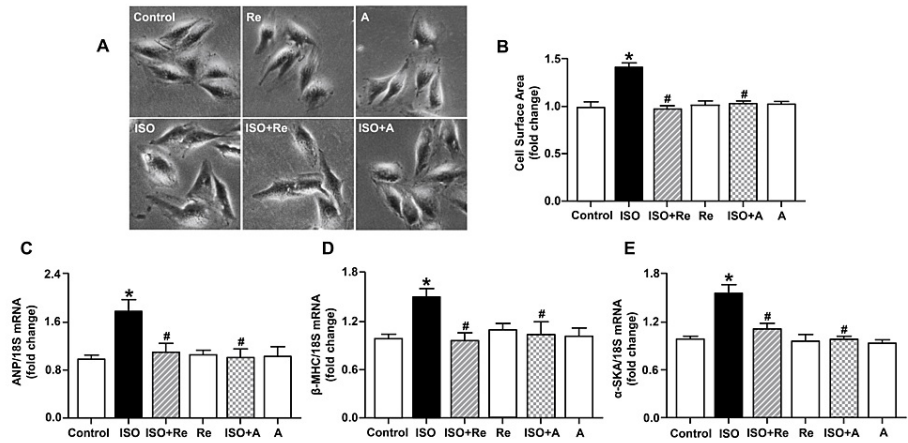 A
Control
Re
A
ISO
ISO+Re
ISO+A
B
Cell Surface Area
(fold change)
1.5
1.0
0.5
0.0
*
#
#
Control ISO ISO+Re Re ISO+A A
C
ANP/18S mRNA
(fold change)
2.4
1.6
0.8
0.0
*
#
#
Control ISO ISO+Re Re ISO+A A
D
β-MHC/18S mRNA
(fold change)
1.8
1.2
0.6
0.0
*
#
#
Control ISO ISO+Re Re ISO+A A
E
α-SKA/18S mRNA
(fold change)
1.8
1.2
0.6
0.0
*
#
#
Control ISO ISO+Re Re ISO+A A